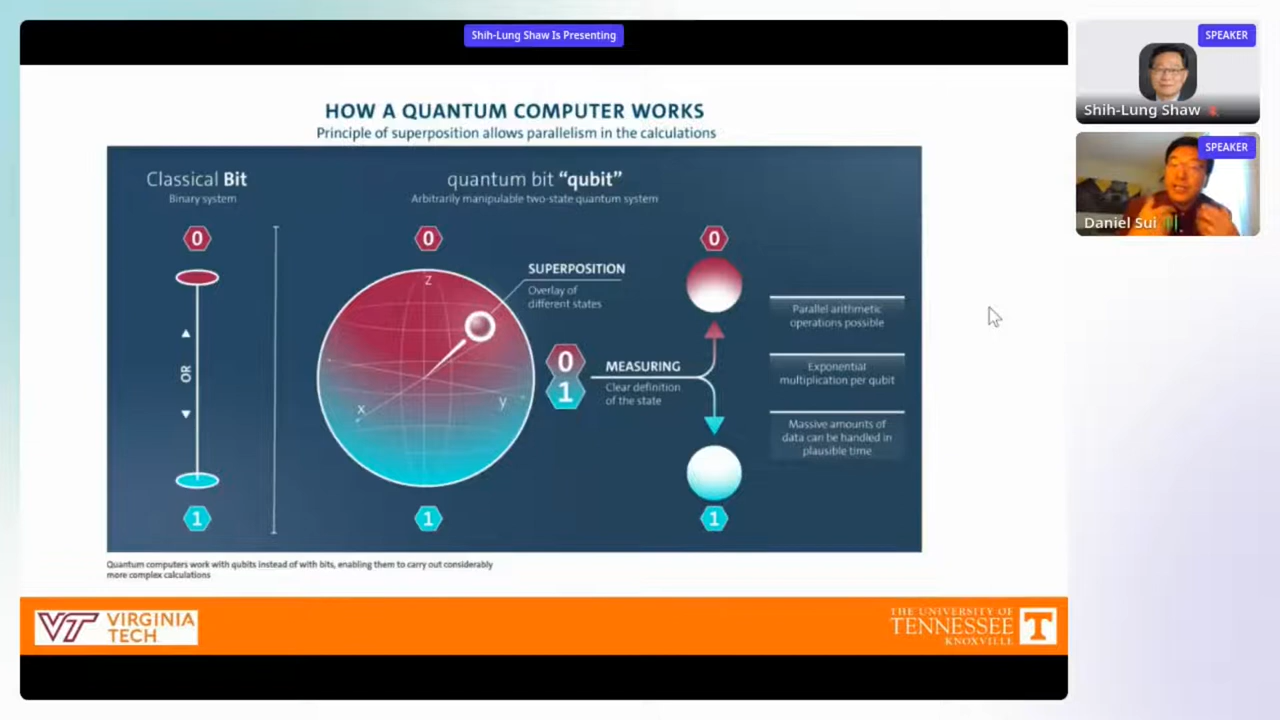 Shih-Lung Shaw Is Presenting
HOW A QUANTUM COMPUTER WORKS
Principle of superposition allows parallelism in the calculations
Classical Bit
Binary system
quantum bit “qubit”
Arbitrarily manipulable two-state quantum system
0
0
0
z
SUPERPOSITION
Overlay of
different states
OR
x
y
0
1
MEASURING
Clear definition
of the state
Parallel arithmetic
operations possible
Exponential
multiplication per qubit
Massive amounts of
data can be handled in
plausible time
1
1
1
Quantum computers work with qubits instead of with bits, enabling them to carry out considerably
more complex calculations
VT VIRGINIA
TECH
THE UNIVERSITY OF
TENNESSEE
KNOXVILLE
T
SPEAKER
Shih-Lung Shaw
SPEAKER
Daniel Sui